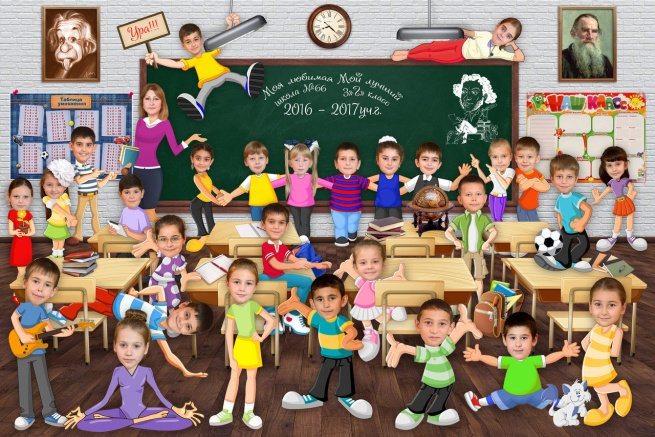 Ура!!!
Моя любимая Мой лучший
школа №66 3«Д» класс
2016 - 2017уч.г.
Таблица
умножения
НАШ КЛАСС